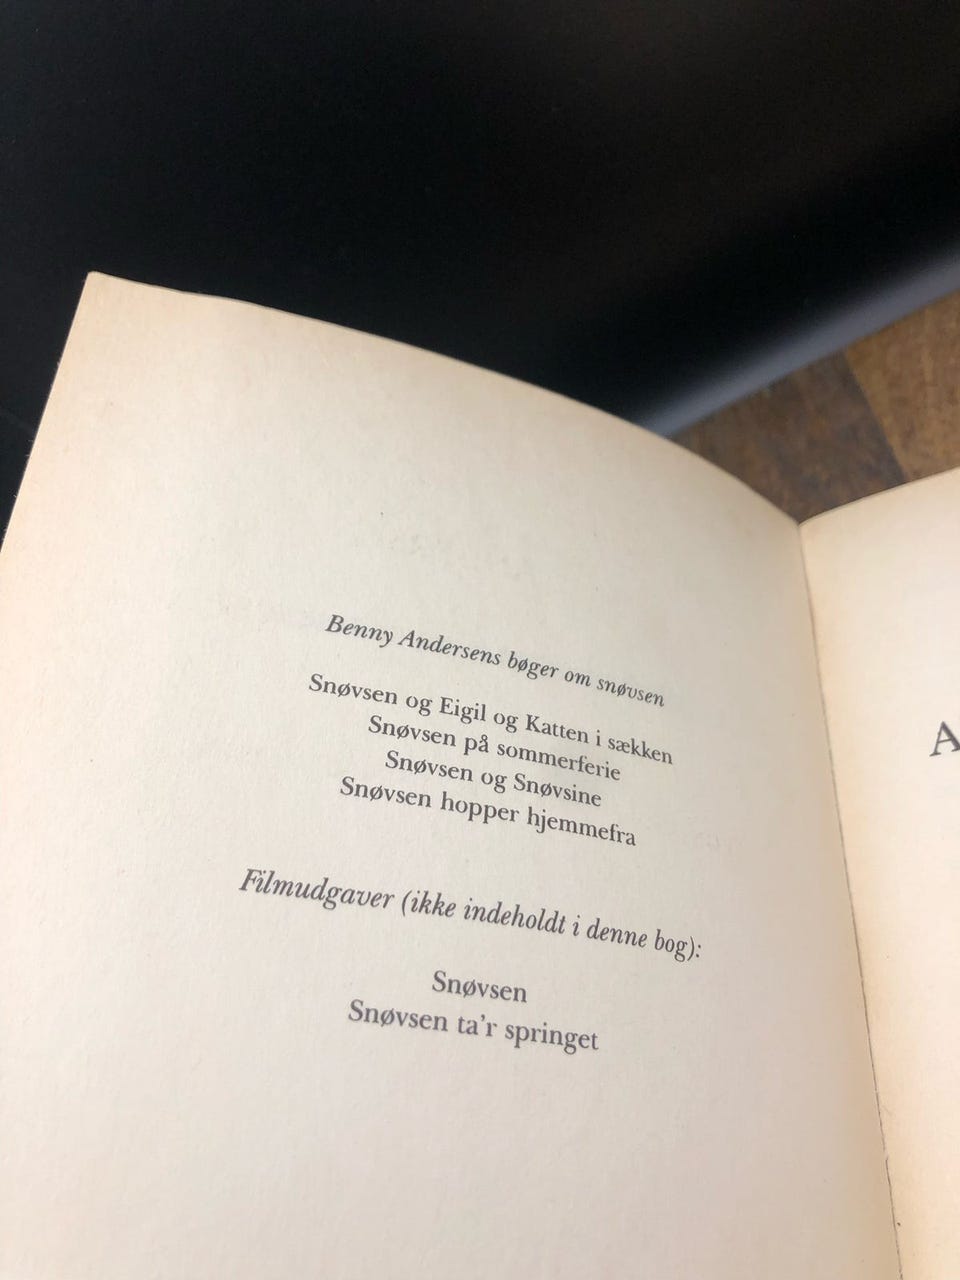 Benny Andersens bøger om snøvsen
Snøvsen og Eigil og Katten i sækken
Snøvsen på sommerferie
Snøvsen og Snøvsine
Snøvsen hopper hjemmefra
Filmudgaver (ikke indeholdt i denne bog):
Snøvsen
Snøvsen ta'r springet
A